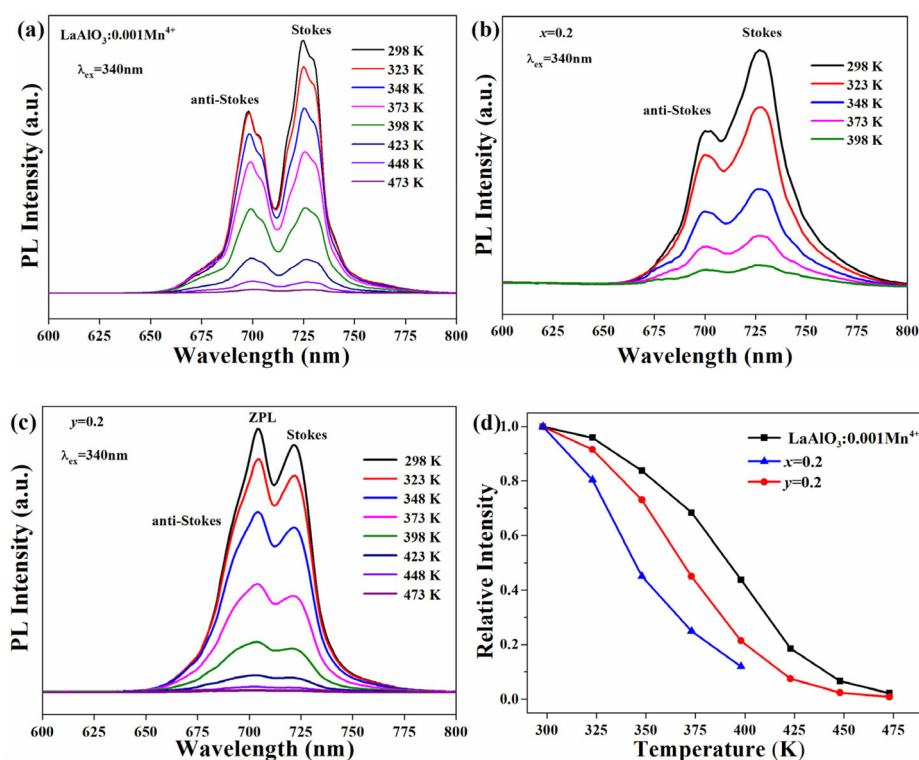 (a)
LaAlO₃:0.001Mn⁴⁺
λex=340nm
Stokes
anti-Stokes
298 K
323 K
348 K
373 K
398 K
423 K
448 K
473 K
PL Intensity (a.u.)
600 625 650 675 700 725 750 775 800
Wavelength (nm)
(b)
x=0.2
λex=340nm
Stokes
anti-Stokes
298 K
323 K
348 K
373 K
398 K
PL Intensity (a.u.)
600 625 650 675 700 725 750 775 800
Wavelength (nm)
(c)
y=0.2
λex=340nm
ZPL
Stokes
anti-Stokes
298 K
323 K
348 K
373 K
398 K
423 K
448 K
473 K
PL Intensity (a.u.)
600 625 650 675 700 725 750 775 800
Wavelength (nm)
(d)
LaAlO₃:0.001Mn⁴⁺
x=0.2
y=0.2
Relative Intensity
1.0
0.8
0.6
0.4
0.2
0.0
300 325 350 375 400 425 450 475
Temperature (K)